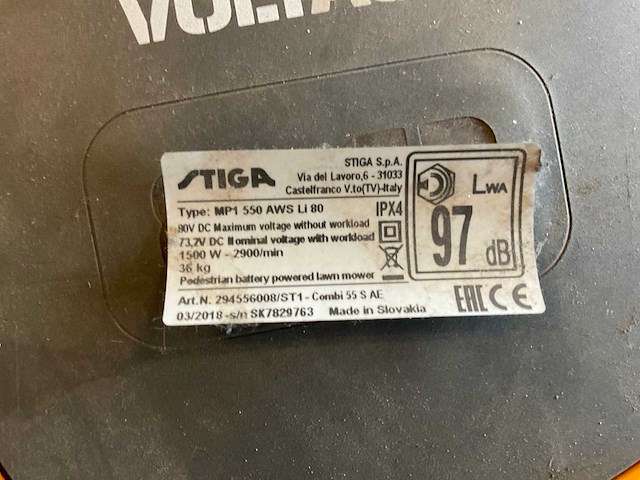 STIGA
STIGA S.p.A.
Via del Lavoro,6 - 31033
Castelfranco V.to(TV)-Italy
Type: MP1 550 AWS Li 80
IPX4
80V DC Maximum voltage without workload
73,2V DC Nominal voltage with workload
1500 W - 2900/min
36 kg
Pedestrian battery powered lawn mower
LWA
97
dB
Art.N. 294556008/ST1 - Combi 55 S AE
03/2018 -s/n SK7829763 Made in Slovakia
EAC CE